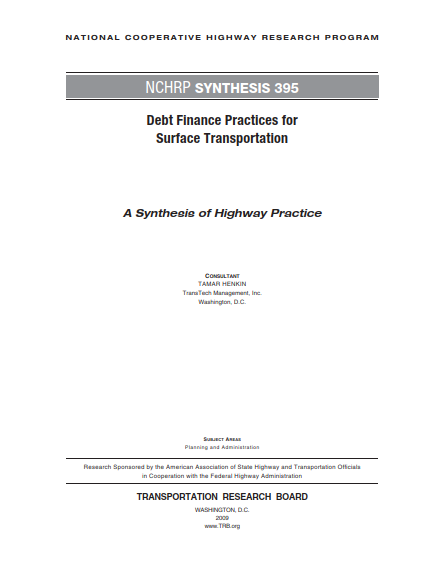 NATIONAL COOPERATIVE HIGHWAY RESEARCH PROGRAM
NCHRP SYNTHESIS 395
Debt Finance Practices for
Surface Transportation
A Synthesis of Highway Practice
CONSULTANT
TAMAR HENKIN
TransTech Management, Inc.
Washington, D.C.
SUBJECT AREAS
Planning and Administration
Research Sponsored by the American Association of State Highway and Transportation Officials
in Cooperation with the Federal Highway Administration
TRANSPORTATION RESEARCH BOARD
WASHINGTON, D.C.
2009
www.TRB.org